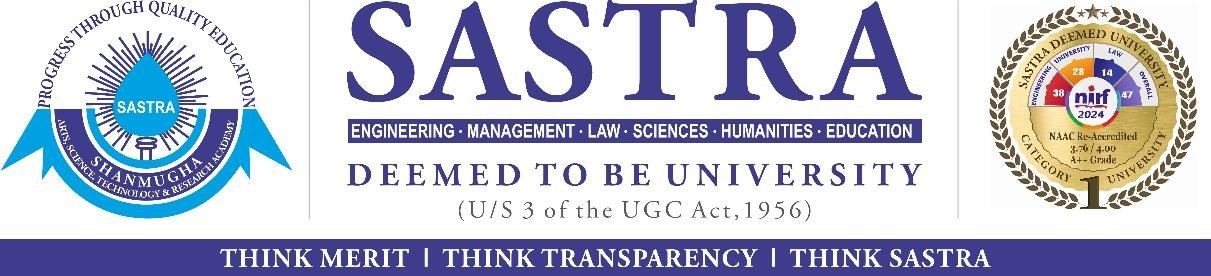 PROGRESS THROUGH QUALITY EDUCATION
SASTRA
SHANMUGHA
ARTS, SCIENCE, TECHNOLOGY & RESEARCH ACADEMY
SASTRA
ENGINEERING · MANAGEMENT · LAW · SCIENCES · HUMANITIES · EDUCATION
DEEMED TO BE UNIVERSITY
(U/S 3 of the UGC Act,1956)
SASTRA DEEMED UNIVERSITY
ENGINEERING UNIVERSITY LAW OVERALL
38 28 14 47
nirf
2024
NAAC Re-Accredited
3.76 / 4.00
A++ Grade
CATEGORY 1 UNIVERSITY
THINK MERIT | THINK TRANSPARENCY | THINK SASTRA